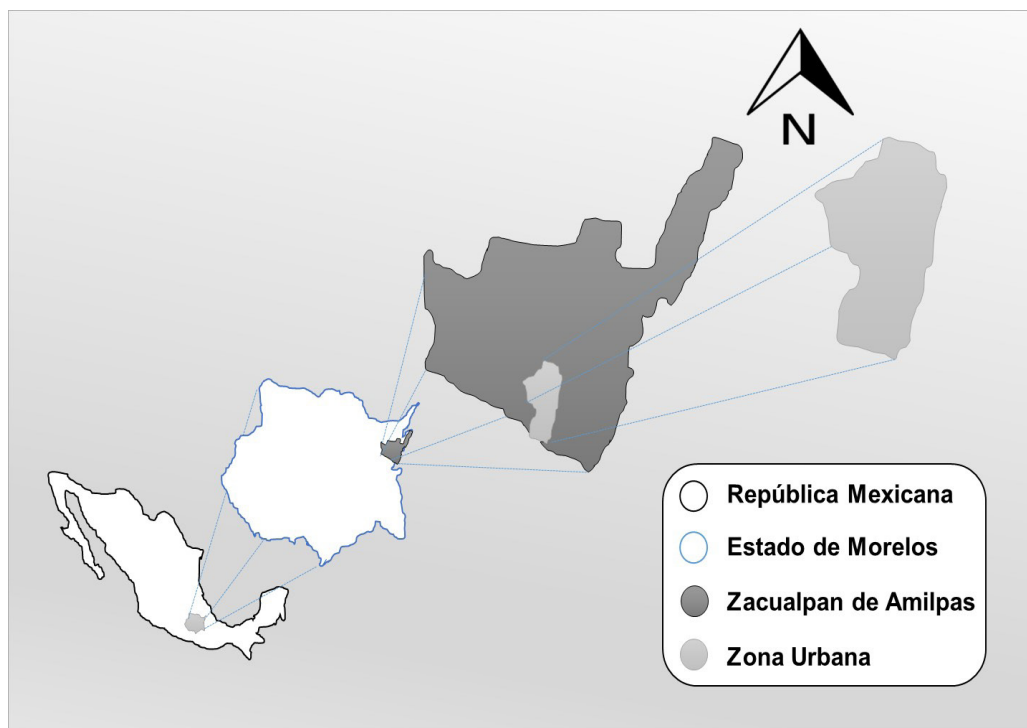 N
República Mexicana
Estado de Morelos
Zacualpan de Amilpas
Zona Urbana